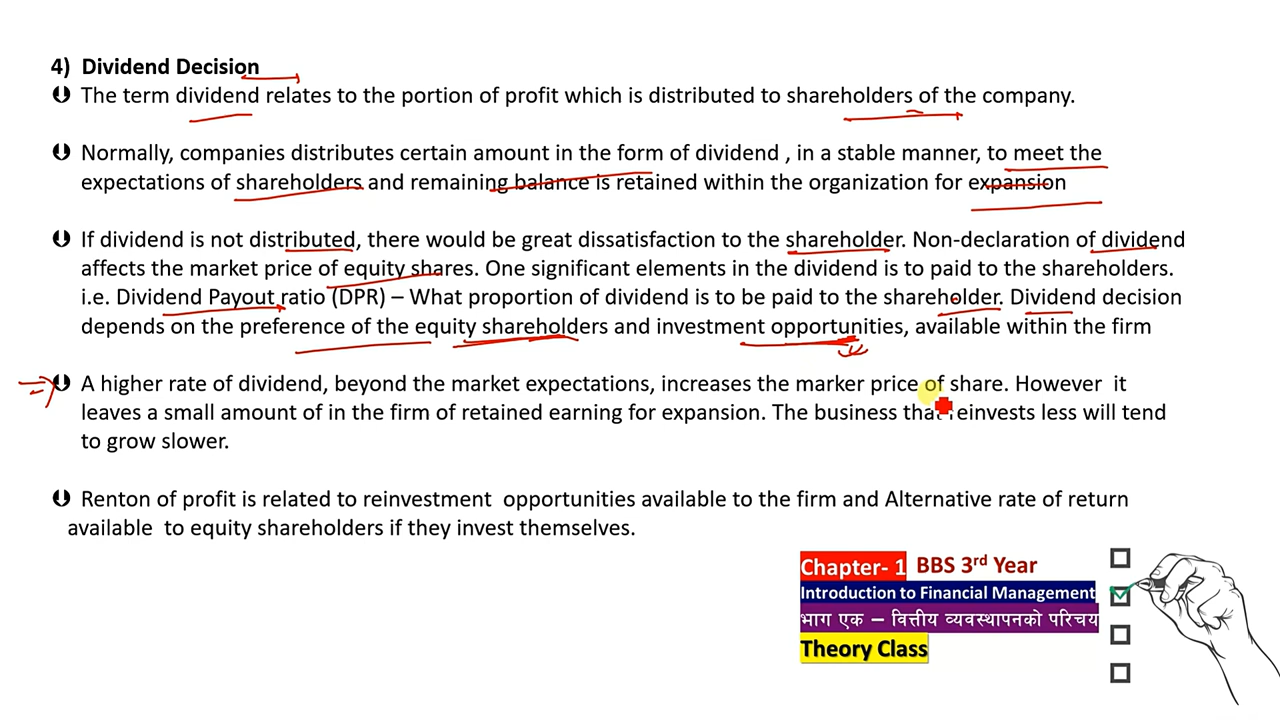 4) Dividend Decision
The term dividend relates to the portion of profit which is distributed to shareholders of the company.
Normally, companies distributes certain amount in the form of dividend , in a stable manner, to meet the
expectations of shareholders and remaining balance is retained within the organization for expansion
If dividend is not distributed, there would be great dissatisfaction to the shareholder. Non-declaration of dividend
affects the market price of equity shares. One significant elements in the dividend is to paid to the shareholders.
i.e. Dividend Payout ratio (DPR) – What proportion of dividend is to be paid to the shareholder. Dividend decision
depends on the preference of the equity shareholders and investment opportunities, available within the firm
A higher rate of dividend, beyond the market expectations, increases the marker price of share. However it
leaves a small amount of in the firm of retained earning for expansion. The business that reinvests less will tend
to grow slower.
Renton of profit is related to reinvestment opportunities available to the firm and Alternative rate of return
available to equity shareholders if they invest themselves.
Chapter- 1 BBS 3rd Year
Introduction to Financial Management
भाग एक – वित्तीय व्यवस्थापनको परिचय
Theory Class